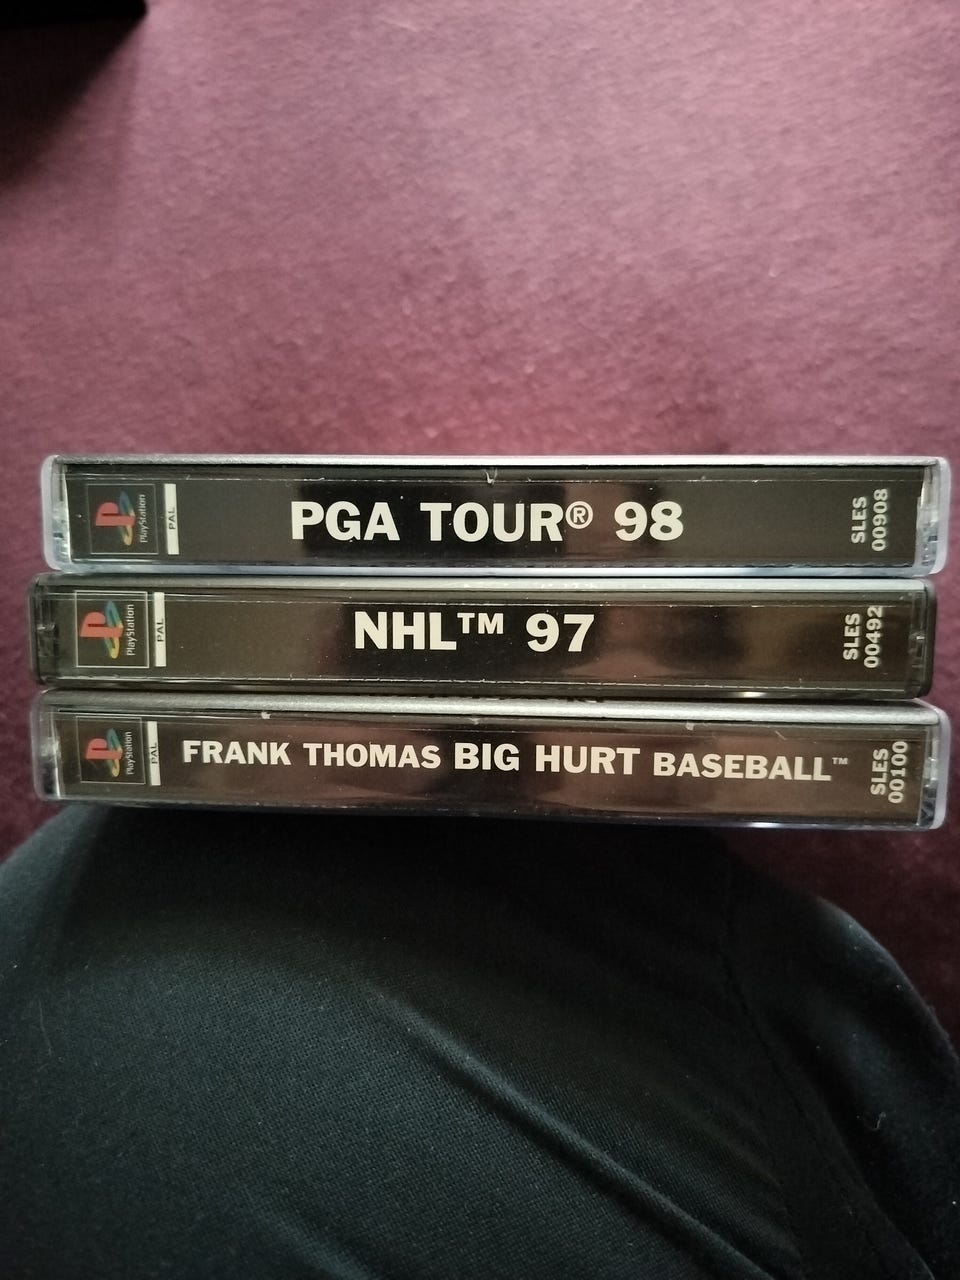 PlayStation
PAL
PGA TOUR® 98
SLES
00908
PlayStation
PAL
NHL™ 97
SLES
00492
PlayStation
PAL
FRANK THOMAS BIG HURT BASEBALL™
SLES
00100